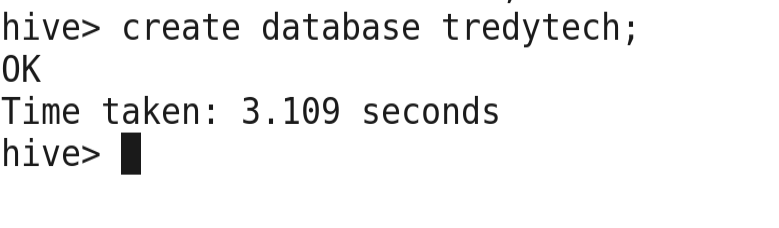 hive> create database tredytech;
OK
Time taken: 3.109 seconds
hive>